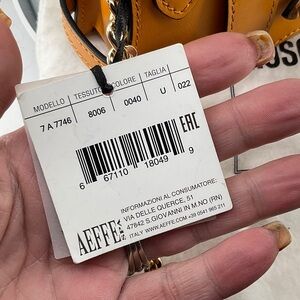 MODELLO TESSUTO COLORE TAGLIA
7 A 7746 8006 0040 U 022
6 67110 18049 9
EAC
AEFFE
INFORMAZIONI AL CONSUMATORE:
VIA DELLE QUERCE, 51
47842 S.GIOVANNI IN M.NO (RN)
ITALY WWW.AEFFE.COM +39 0541 965 211